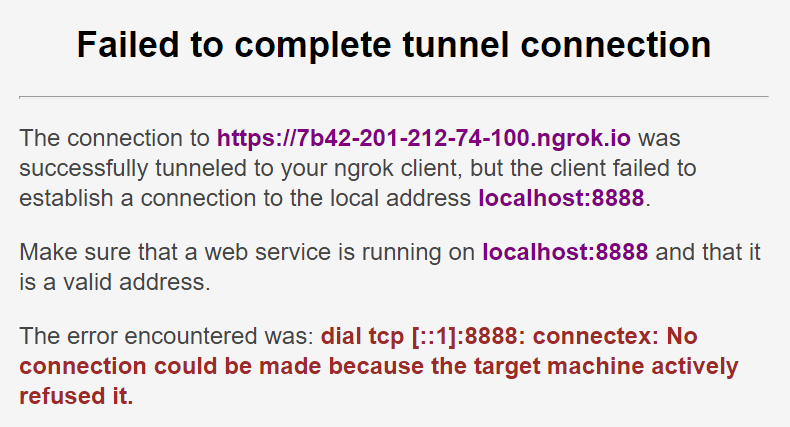 Failed to complete tunnel connection
The connection to https://7b42-201-212-74-100.ngrok.io was
successfully tunneled to your ngrok client, but the client failed to
establish a connection to the local address localhost:8888.
Make sure that a web service is running on localhost:8888 and that it
is a valid address.
The error encountered was: dial tcp [::1]:8888: connectex: No
connection could be made because the target machine actively
refused it.